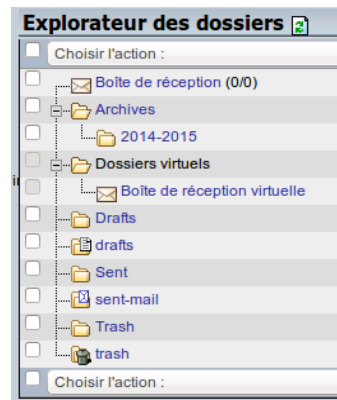 Explorateur des dossiers
Choisir l'action :
Boîte de réception (0/0)
Archives
2014-2015
Dossiers virtuels
Boîte de réception virtuelle
Drafts
drafts
Sent
sent-mail
Trash
trash
Choisir l'action :